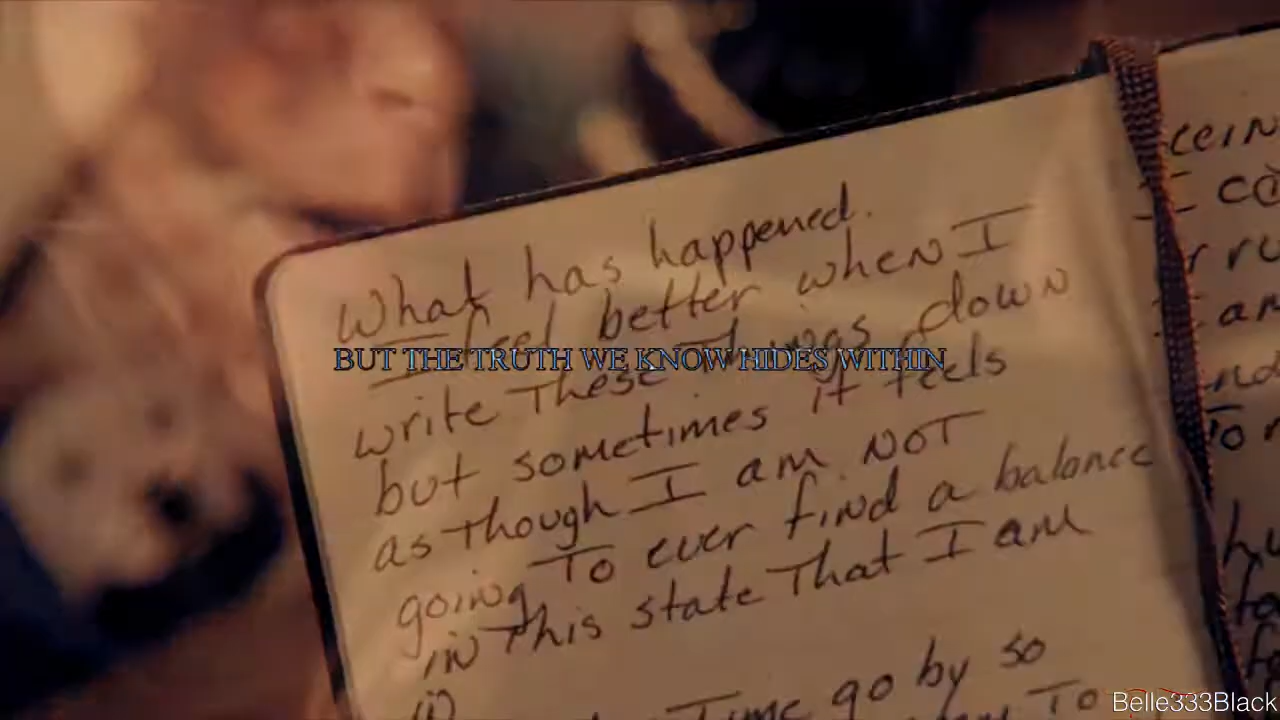 What has happened.
I feel better when I
write These Things down
but sometimes it feels
as Though I am NOT
going To ever find a balance
in This state That I am
in
Time go by so
To
BUT THE TRUTH WE KNOW HIDES WITHIN
Belle333Black